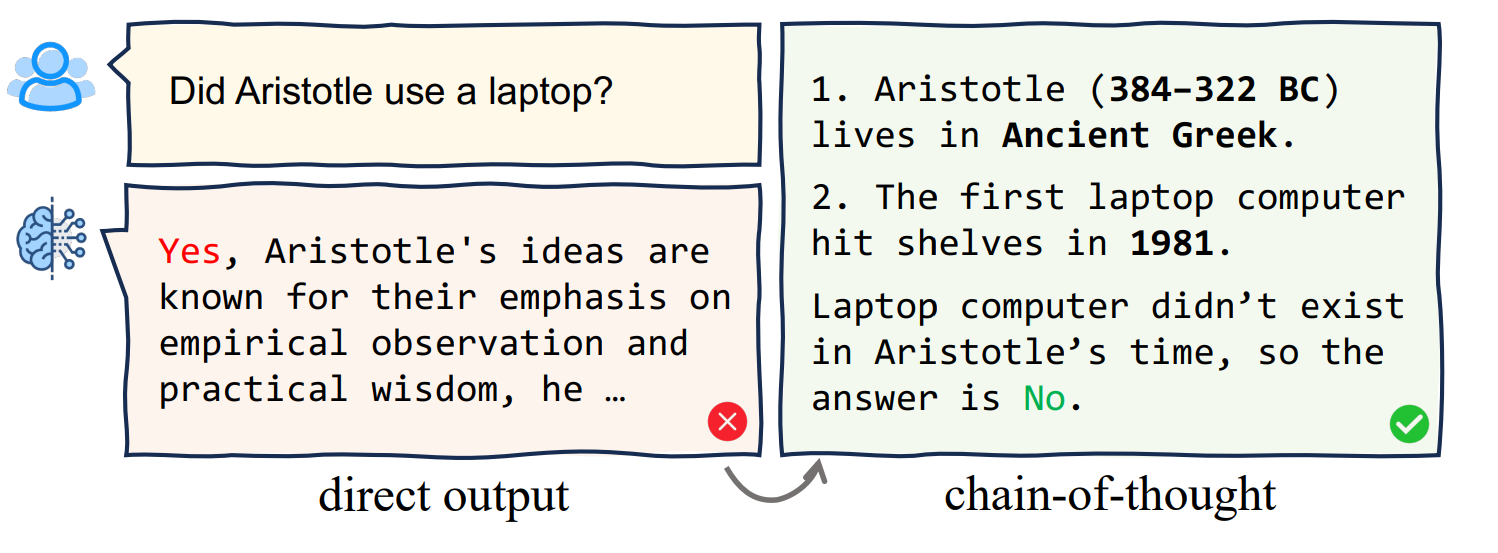 Did Aristotle use a laptop?
Yes, Aristotle's ideas are
known for their emphasis on
empirical observation and
practical wisdom, he …
direct output
1. Aristotle (384–322 BC)
lives in Ancient Greek.
2. The first laptop computer
hit shelves in 1981.
Laptop computer didn’t exist
in Aristotle’s time, so the
answer is No.
chain-of-thought